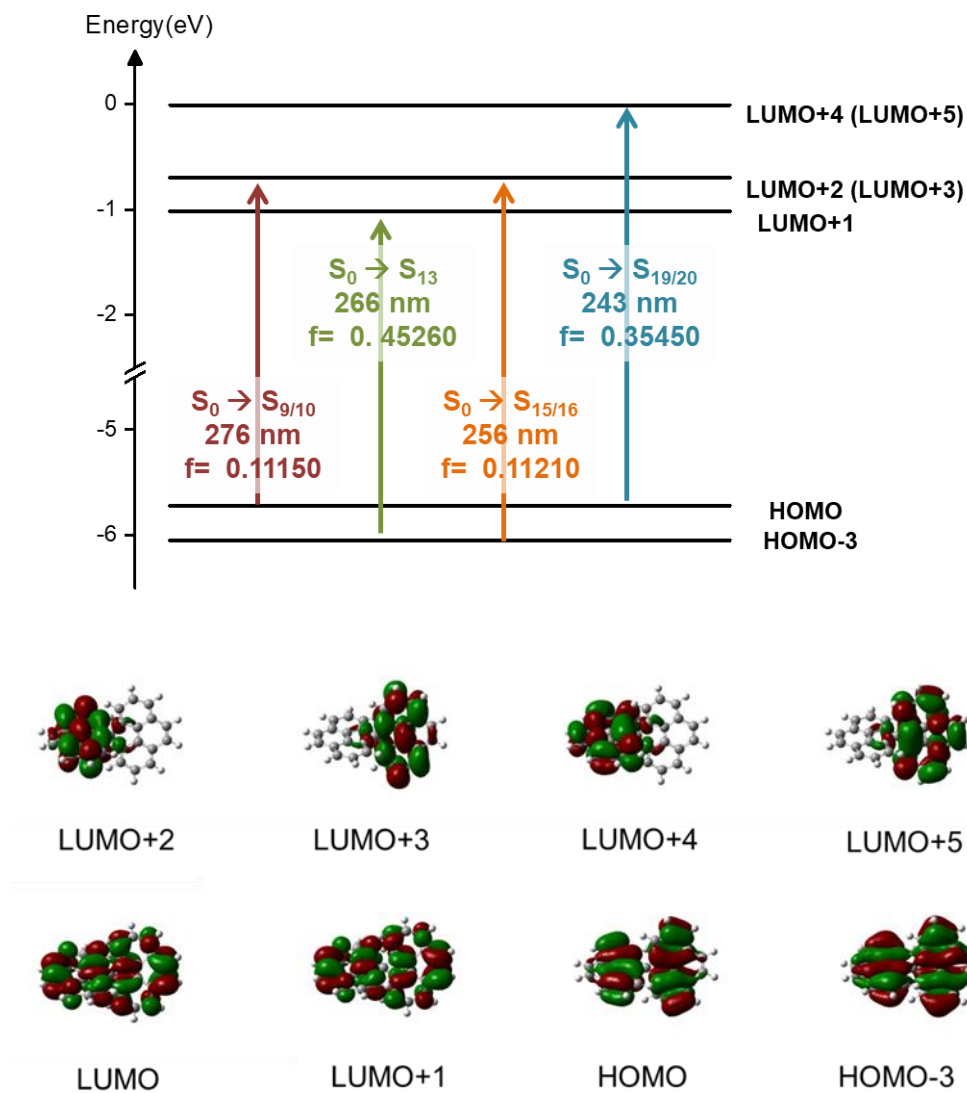 Energy(eV)
0
LUMO+4 (LUMO+5)
LUMO+2 (LUMO+3)
-1
LUMO+1
S₀ → S₁₃
266 nm
f= 0. 45260
S₀ → S₁₉/₂₀
243 nm
f= 0.35450
-2
S₀ → S₉/₁₀
276 nm
f= 0.11150
S₀ → S₁₅/₁₆
256 nm
f= 0.11210
-5
HOMO
-6
HOMO-3
LUMO+2
LUMO+3
LUMO+4
LUMO+5
LUMO
LUMO+1
HOMO
HOMO-3